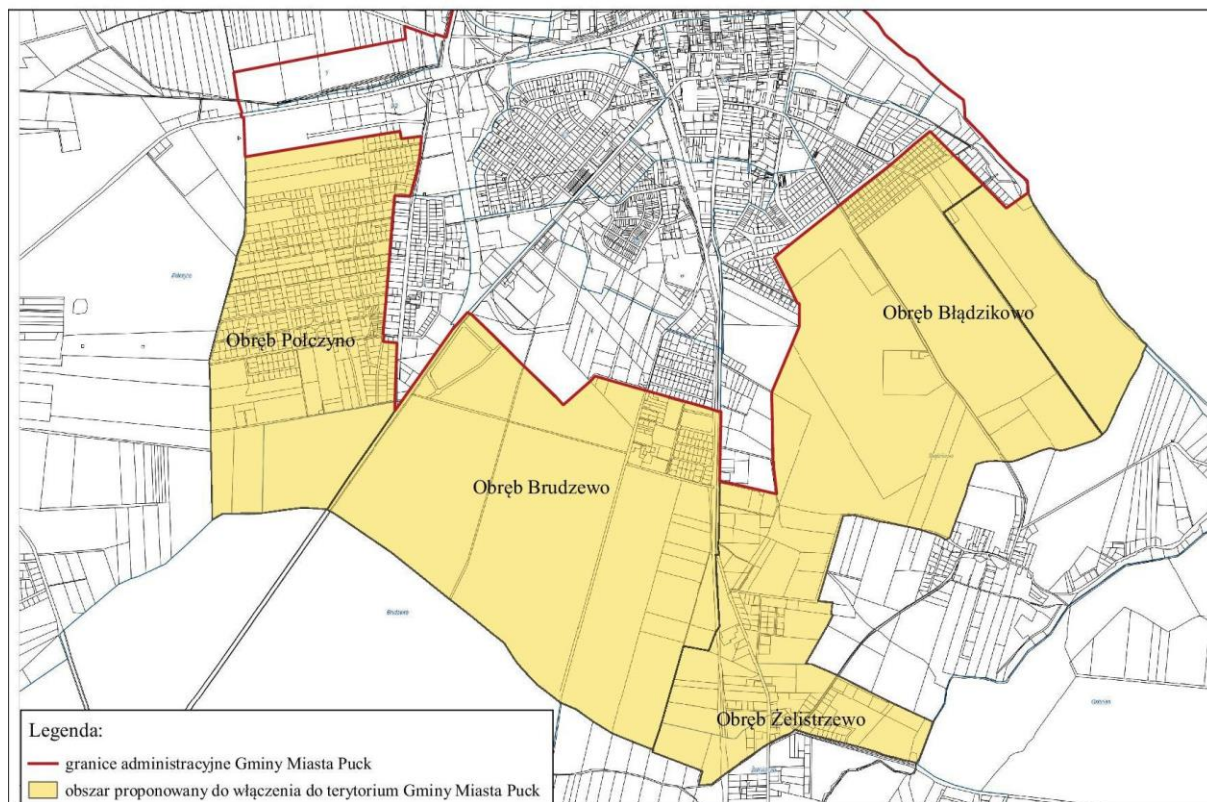 Obręb Błądzikowo
Obręb Połczyno
Obręb Brudzewo
Obręb Żelistrzewo
Legenda:
granice administracyjne Gminy Miasta Puck
obszar proponowany do włączenia do terytorium Gminy Miasta Puck